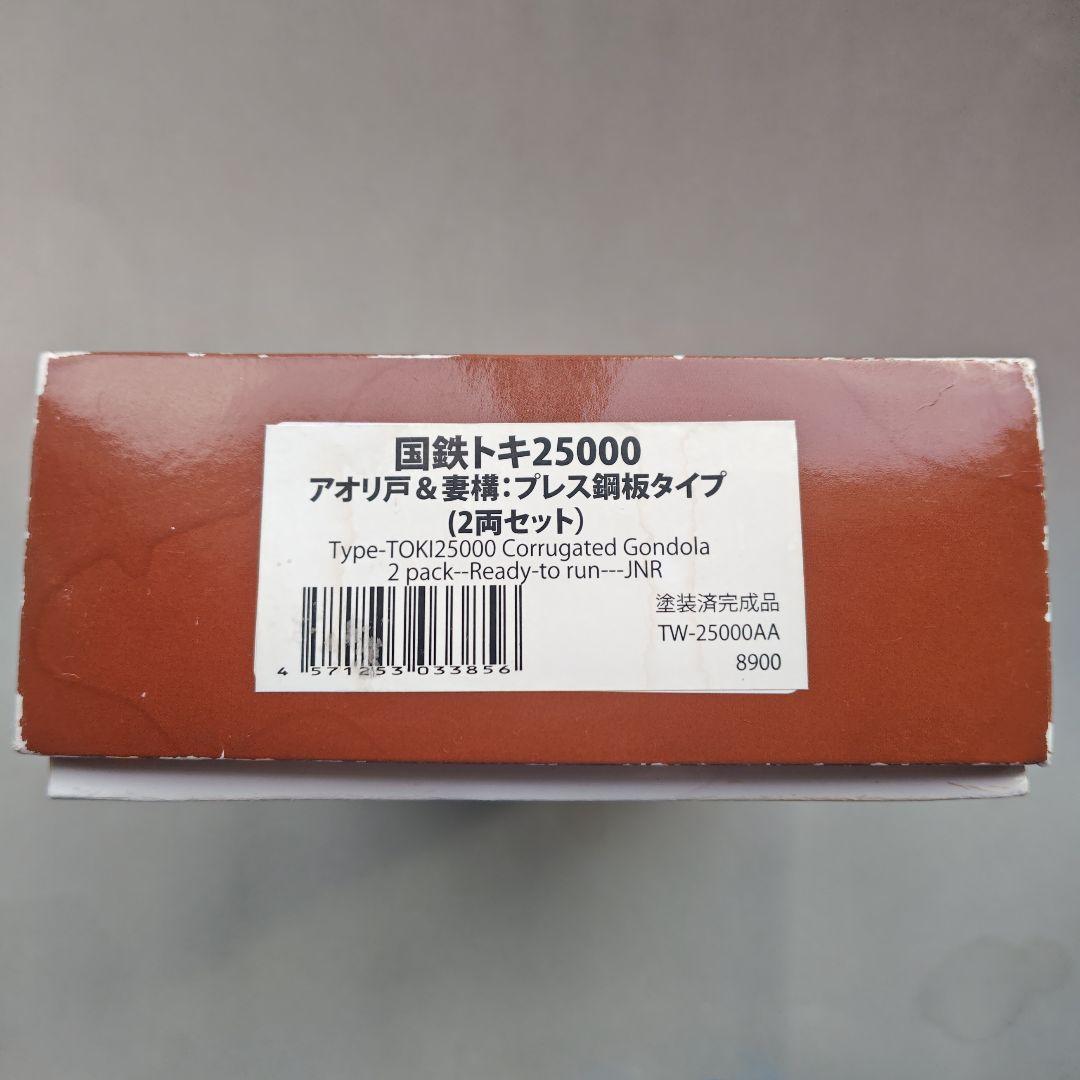 国鉄トキ25000
アオリ戸＆妻構：プレス鋼板タイプ
(2両セット）
Type-TOKI25000 Corrugated Gondola
2 pack--Ready-to run---JNR
塗装済完成品
TW-25000AA
8900
4 571253 033856